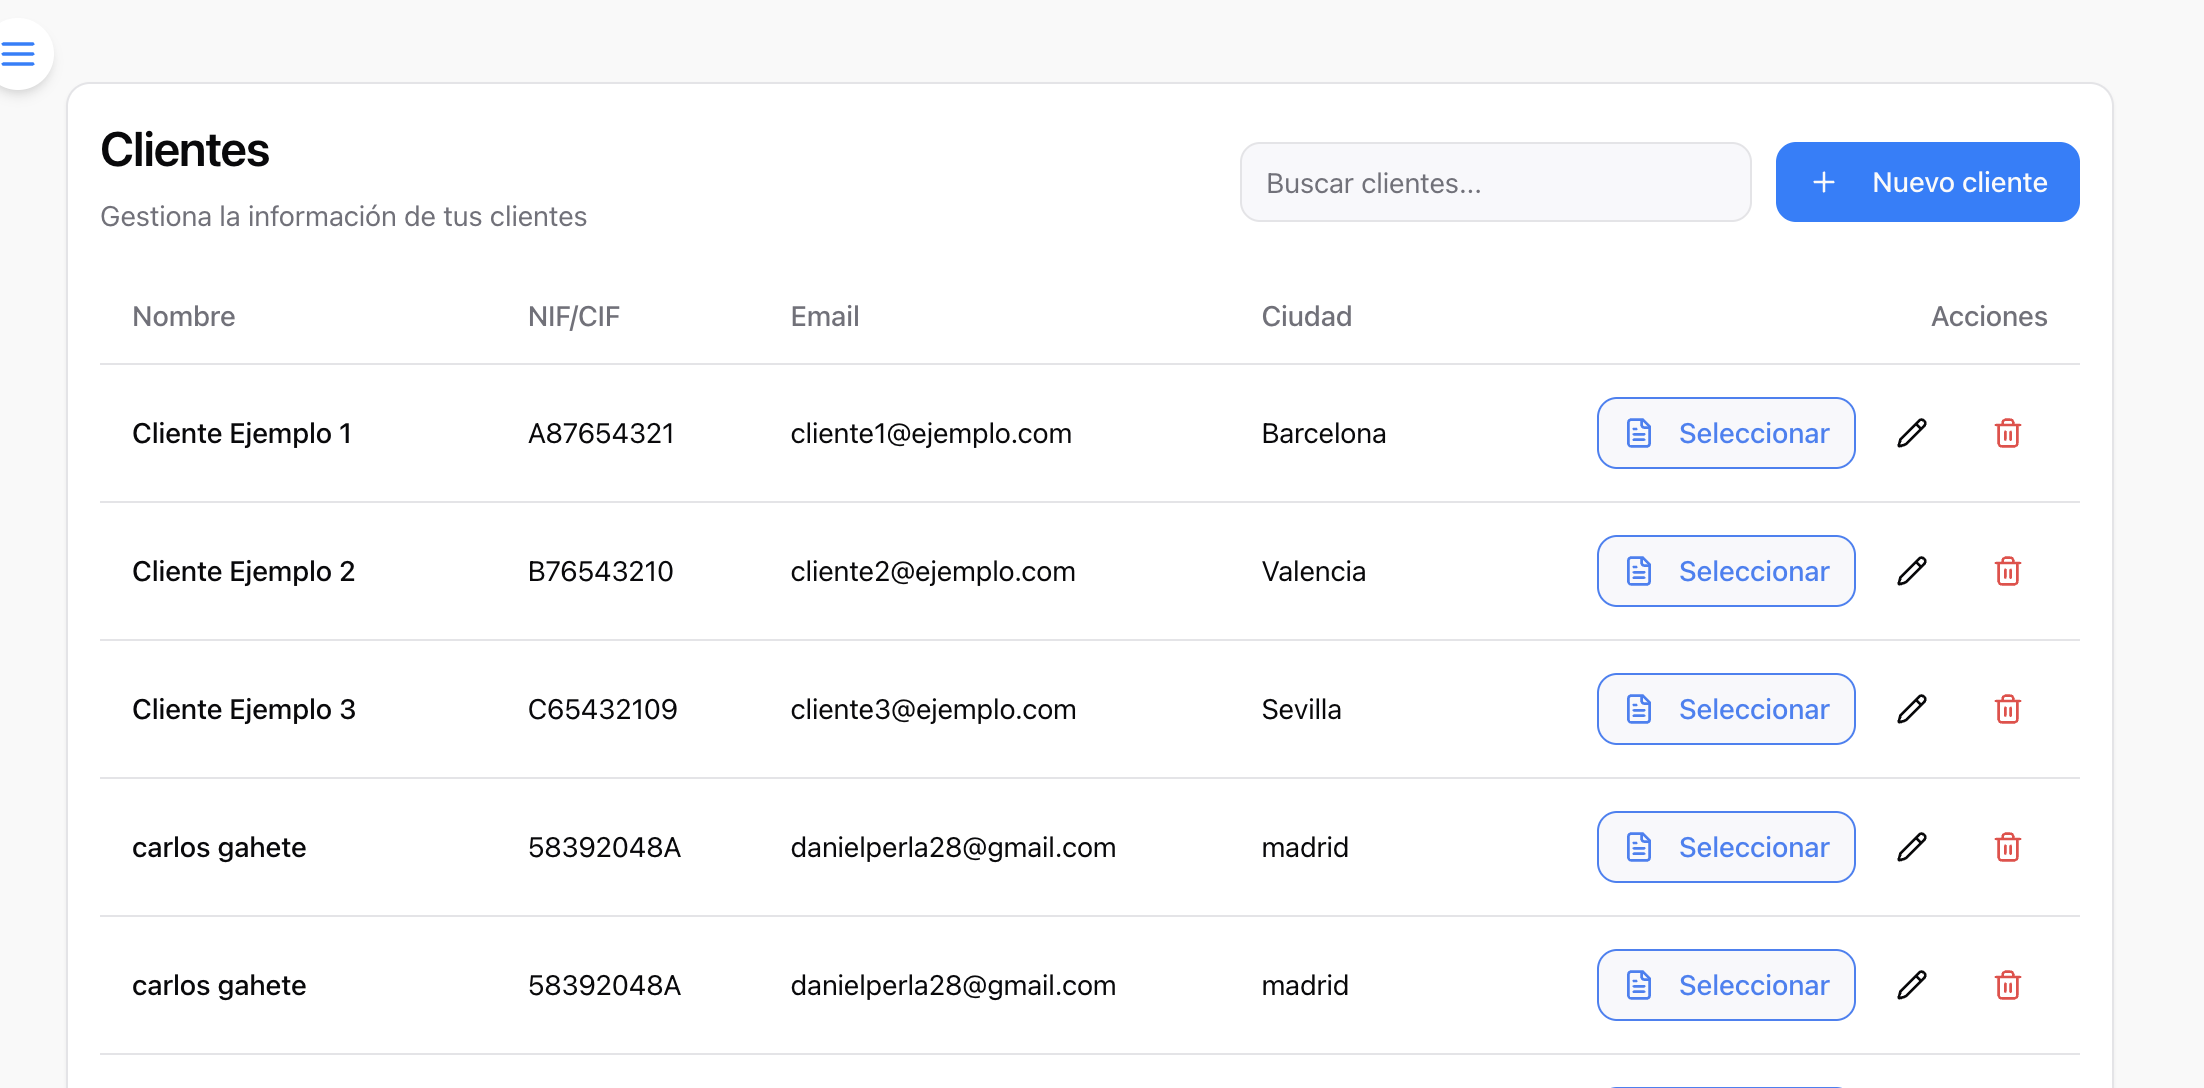 Clientes
Gestiona la información de tus clientes
Buscar clientes...
+ Nuevo cliente
Nombre NIF/CIF Email Ciudad Acciones
Cliente Ejemplo 1 A87654321 cliente1@ejemplo.com Barcelona Seleccionar
Cliente Ejemplo 2 B76543210 cliente2@ejemplo.com Valencia Seleccionar
Cliente Ejemplo 3 C65432109 cliente3@ejemplo.com Sevilla Seleccionar
carlos gahete 58392048A danielperla28@gmail.com madrid Seleccionar
carlos gahete 58392048A danielperla28@gmail.com madrid Seleccionar